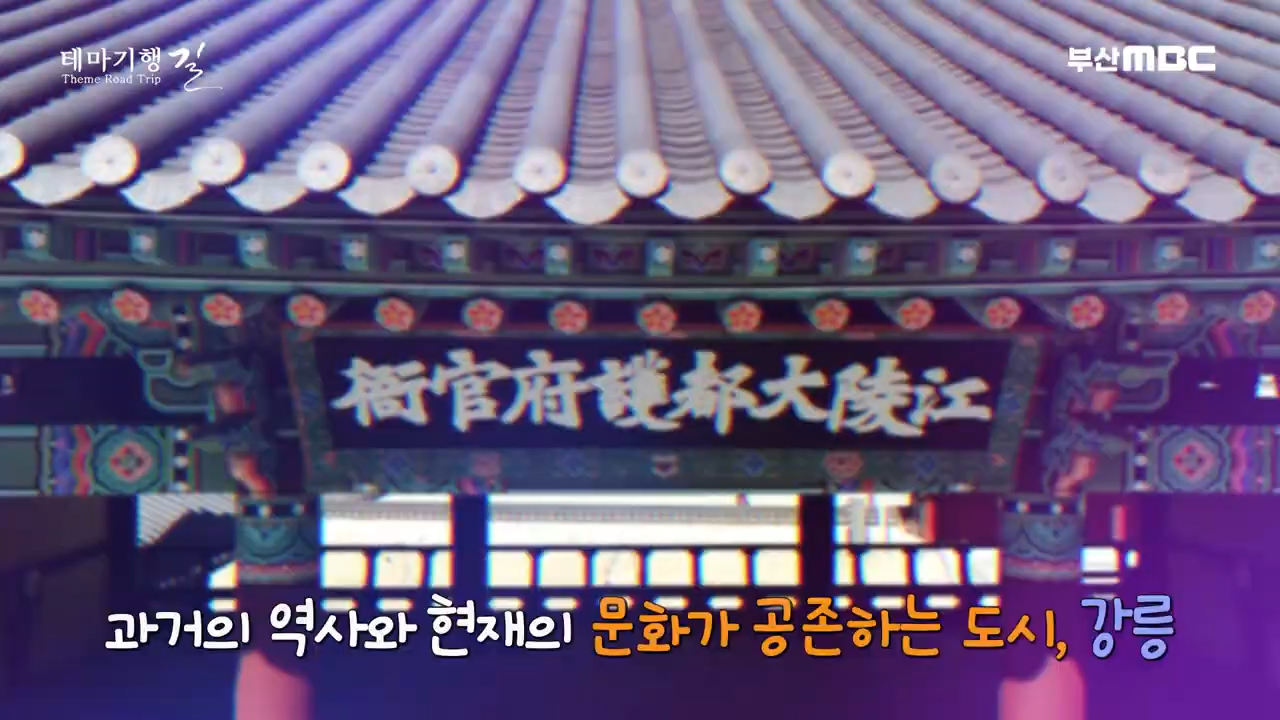 테마기행 길
Theme Road Trip
부산MBC
衙官府護都大陵江
과거의 역사와 현재의 문화가 공존하는 도시, 강릉